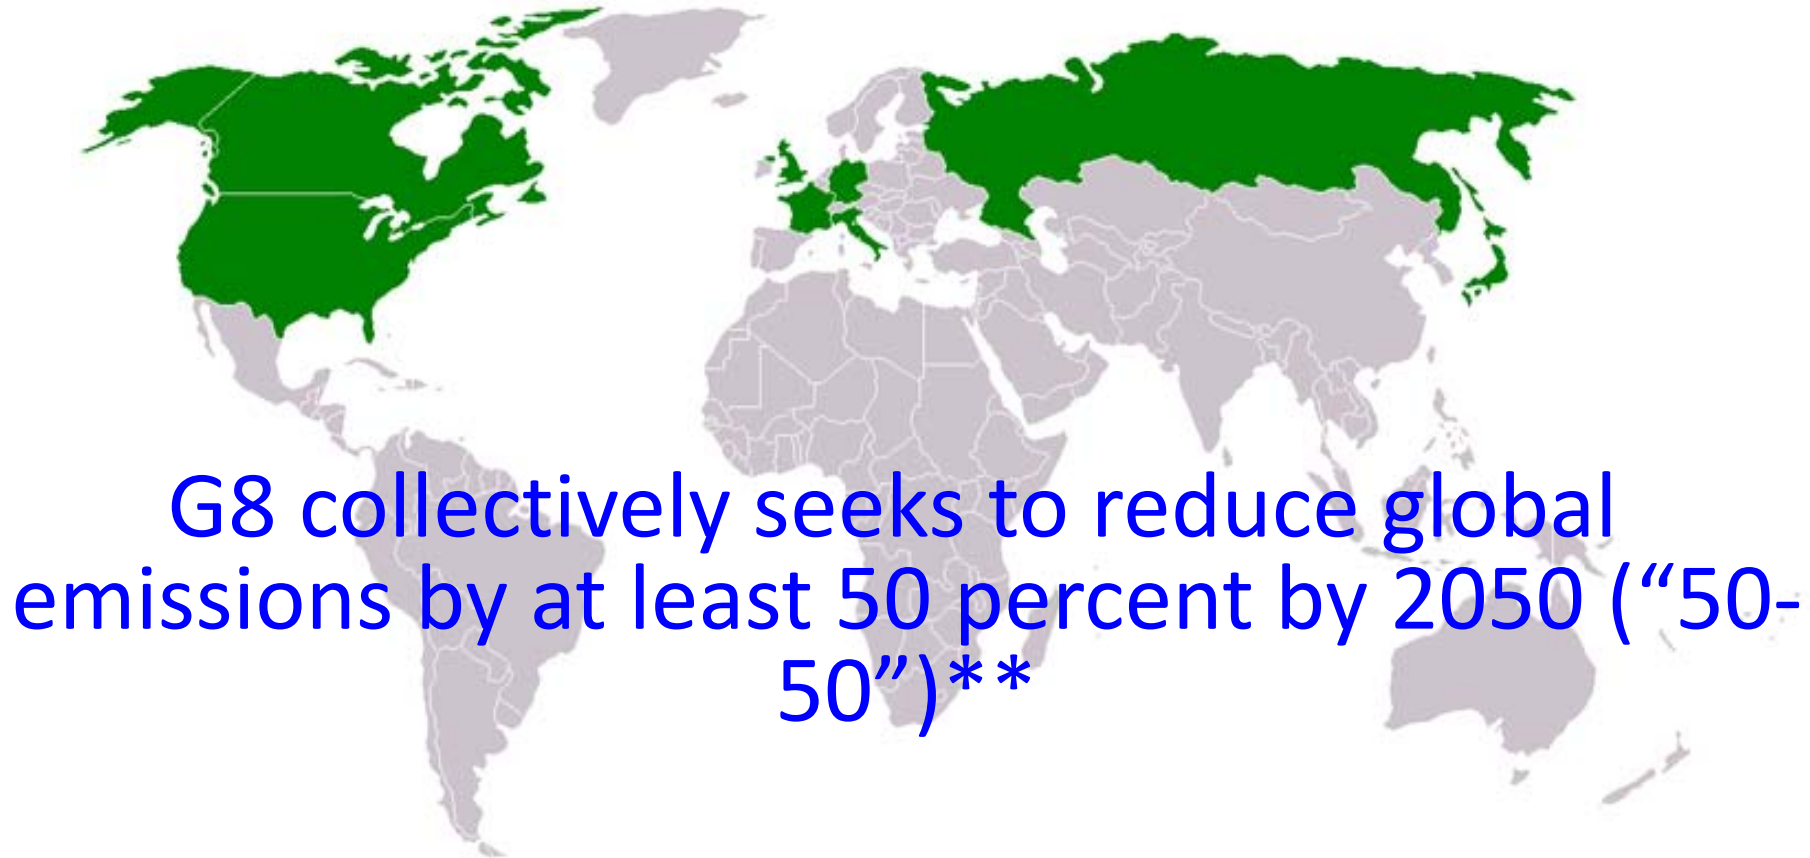 G8 collectively seeks to reduce global
emissions by at least 50 percent by 2050 (“50-
50”)**